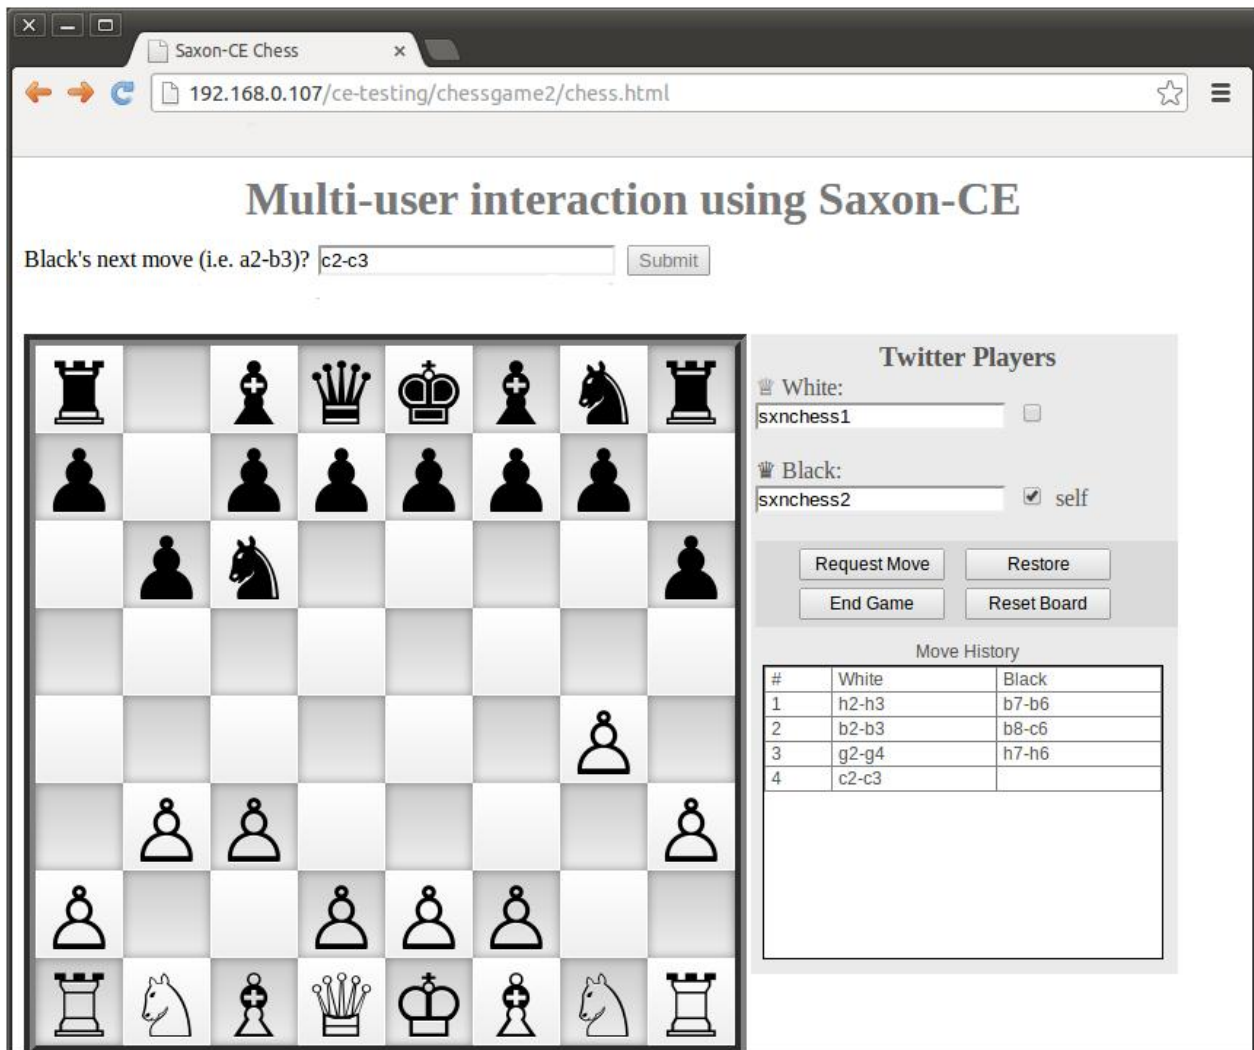 Saxon-CE Chess
192.168.0.107/ce-testing/chessgame2/chess.html
Multi-user interaction using Saxon-CE
Black's next move (i.e. a2-b3)? c2-c3 Submit
Twitter Players
White:
sxnchess1
Black:
sxnchess2 self
Request Move Restore
End Game Reset Board
Move History
# White Black
1 h2-h3 b7-b6
2 b2-b3 b8-c6
3 g2-g4 h7-h6
4 c2-c3